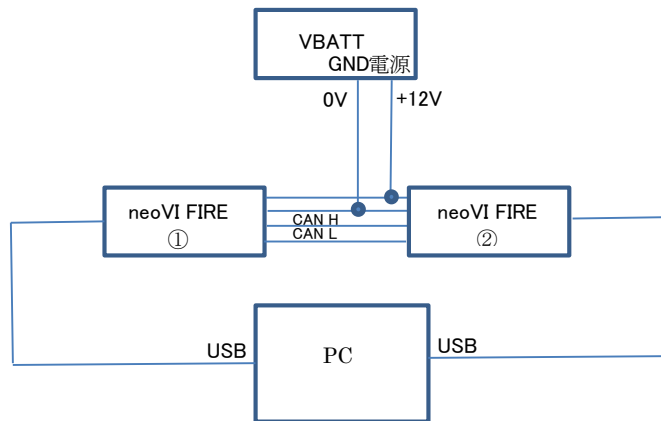 VBATT
GND電源
0V
+12V
neoVI FIRE
①
CAN H
CAN L
neoVI FIRE
②
USB
PC
USB